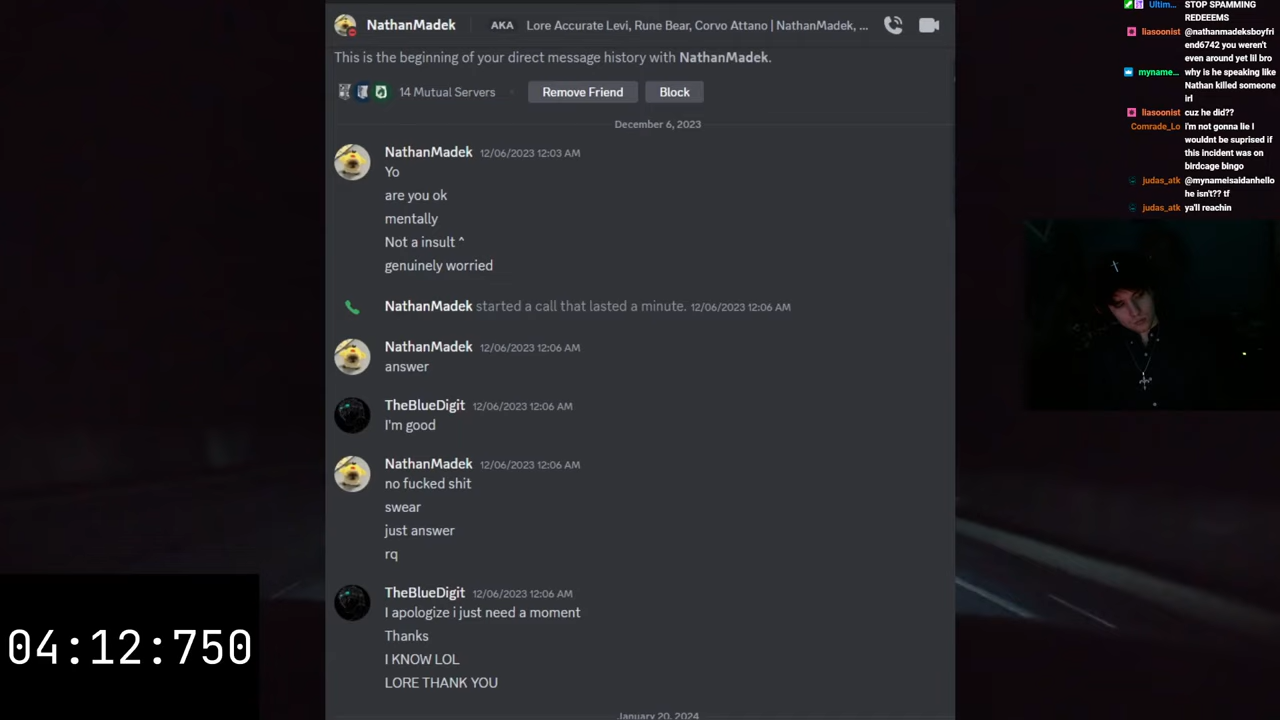 NathanMadek AKA Lore Accurate Levi, Rune Bear, Corvo Attano | NathanMadek, ...
This is the beginning of your direct message history with NathanMadek.
14 Mutual Servers Remove Friend Block
December 6, 2023
NathanMadek 12/06/2023 12:03 AM
Yo
are you ok
mentally
Not a insult ^
genuinely worried
NathanMadek started a call that lasted a minute. 12/06/2023 12:06 AM
NathanMadek 12/06/2023 12:06 AM
answer
TheBlueDigit 12/06/2023 12:06 AM
I'm good
NathanMadek 12/06/2023 12:06 AM
no fucked shit
swear
just answer
rq
TheBlueDigit 12/06/2023 12:06 AM
I apologize i just need a moment
Thanks
I KNOW LOL
LORE THANK YOU
January 20, 2024
04:12:750
Ultim... STOP SPAMMING
REDEEEMS
liasoonist @nathanmadeksboyfri
end6742 you weren't
even around yet lil bro
myname... why is he speaking like
Nathan killed someone
irl
liasoonist cuz he did??
Comrade_Lo I'm not gonna lie I
wouldnt be suprised if
this incident was on
birdcage bingo
judas_atk @mynameisaidanhello
he isn't?? tf
judas_atk ya'll reachin